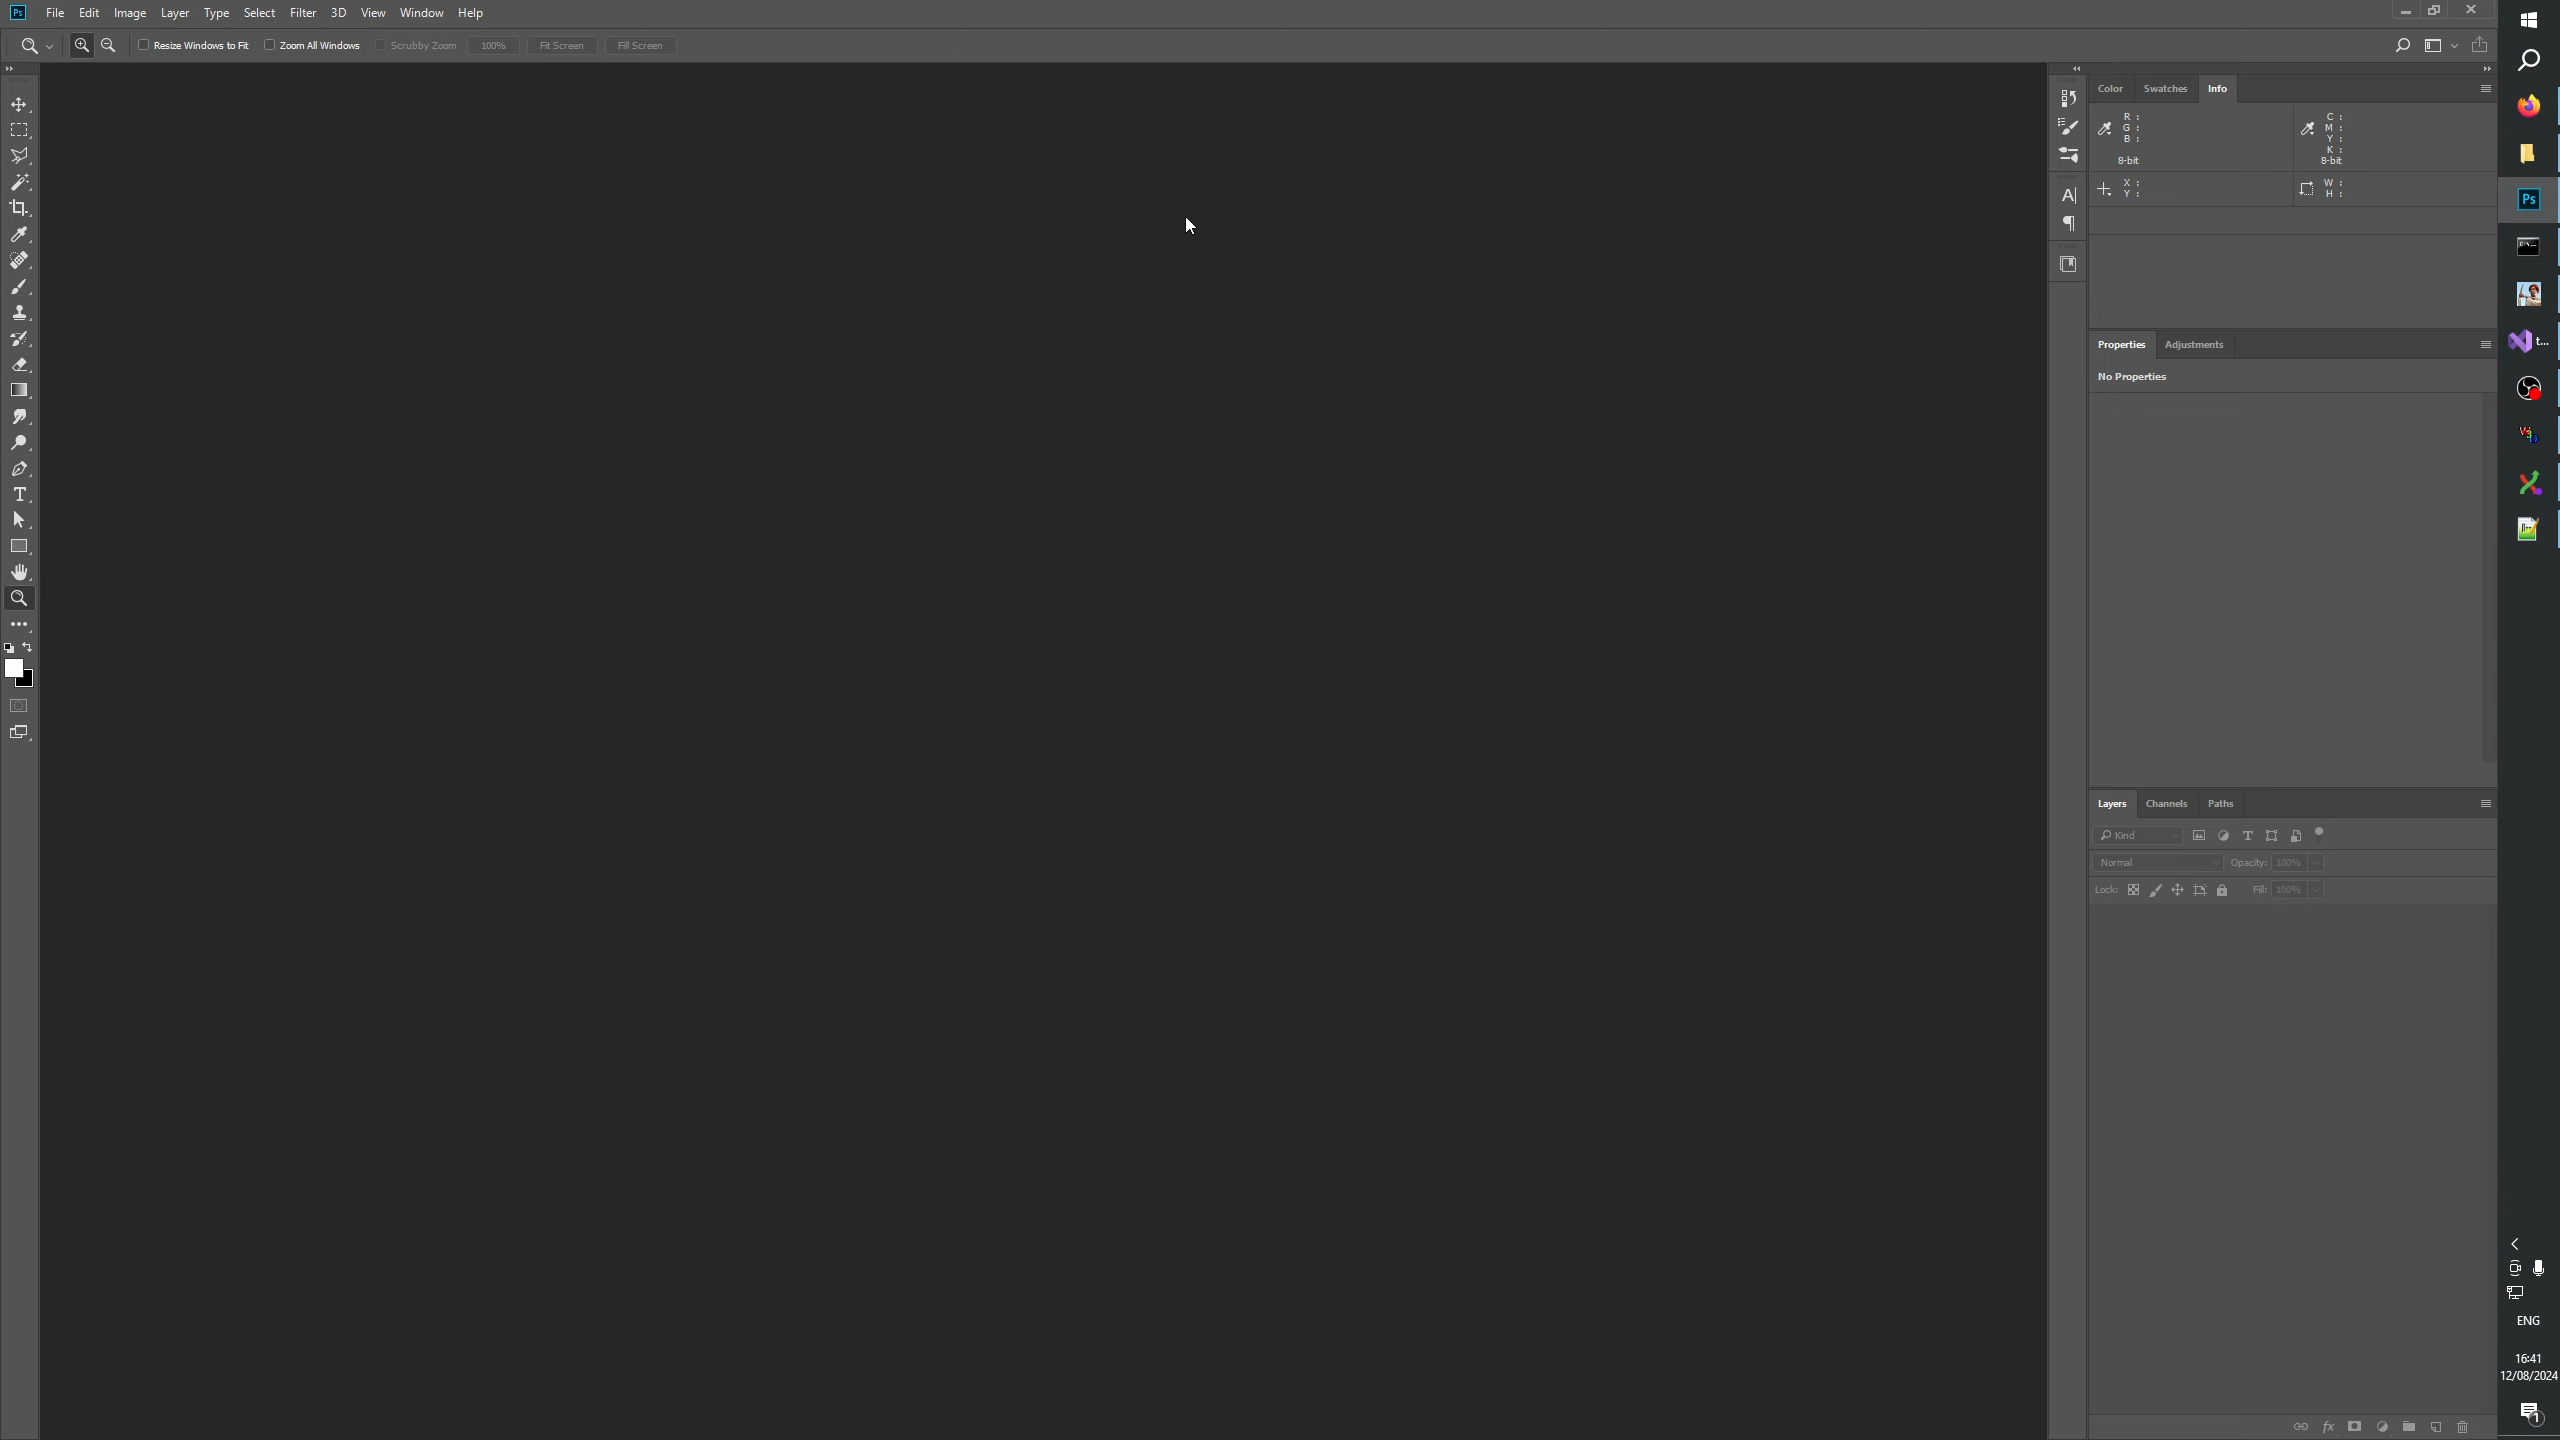 Ps File Edit Image Layer Type Select Filter 3D View Window Help
Resize Windows to Fit Zoom All Windows Scrubby Zoom 100% Fit Screen Fill Screen
Color Swatches Info
R :
G :
B :
8-bit
C :
M :
Y :
K :
8-bit
X :
Y :
W :
H :
Properties Adjustments
No Properties
Layers Channels Paths
Kind
Normal Opacity: 100%
Lock: Fill: 100%
Ps
t...
ENG
16:41
12/08/2024
1